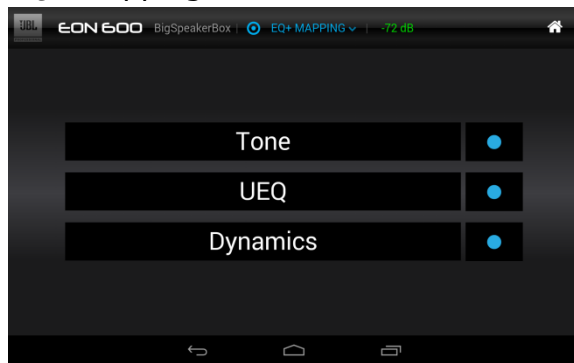 JBL EON 600 BigSpeakerBox | EQ+ MAPPING | -72 dB
Tone
UEQ
Dynamics